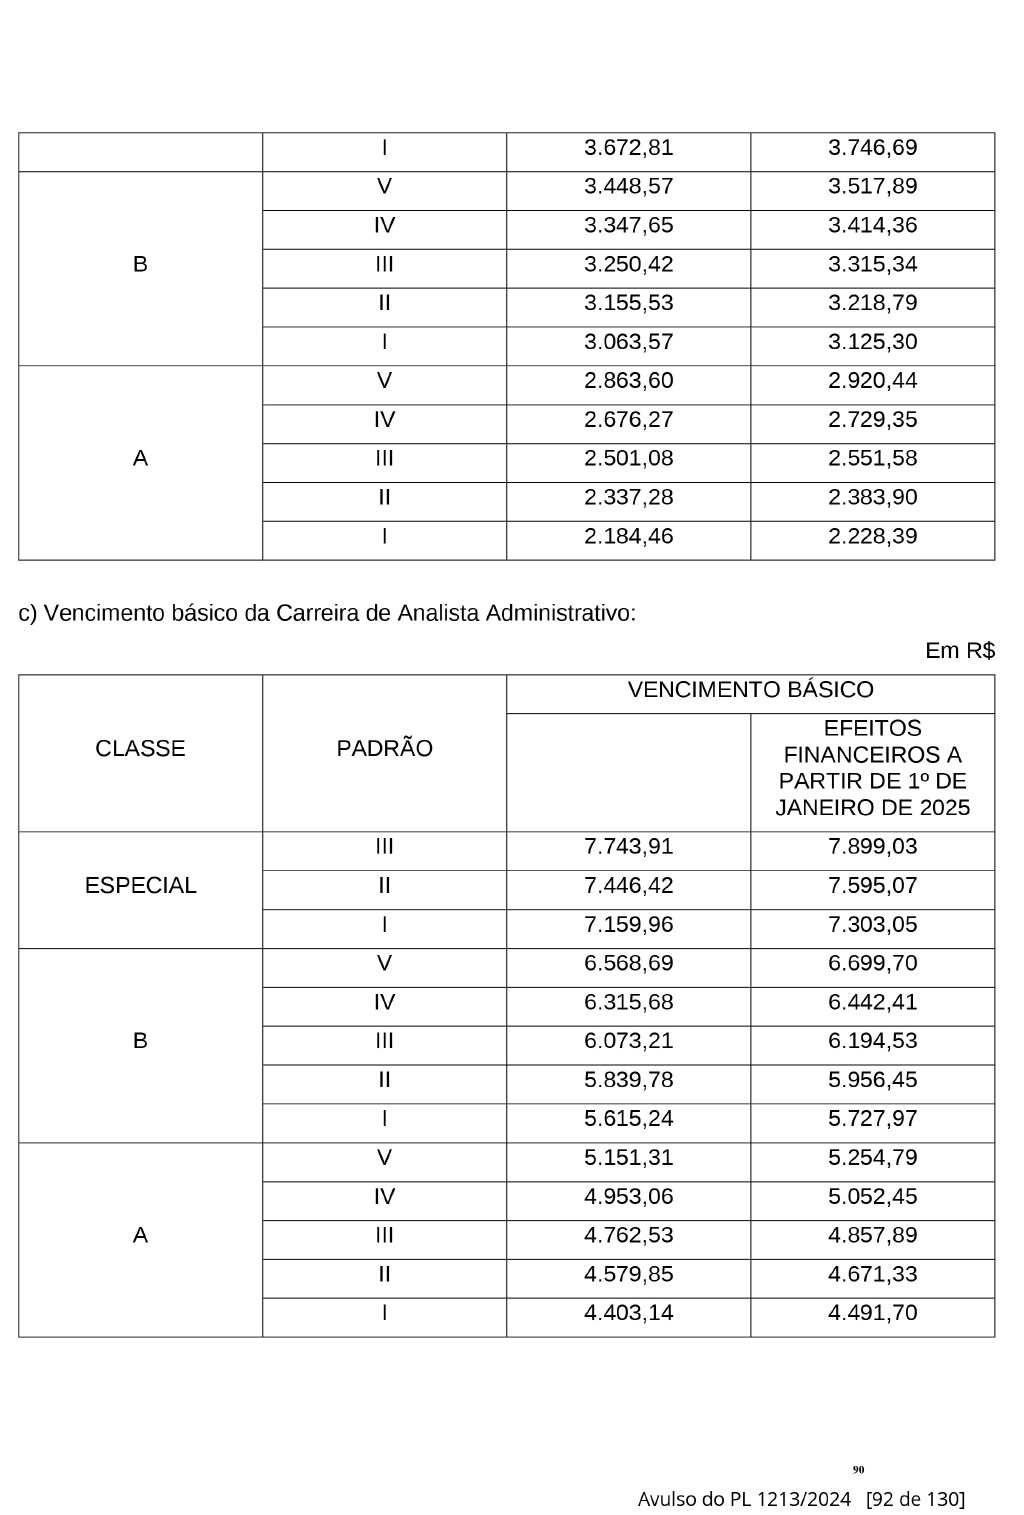 I 3.672,81 3.746,69
V 3.448,57 3.517,89
IV 3.347,65 3.414,36
B III 3.250,42 3.315,34
II 3.155,53 3.218,79
I 3.063,57 3.125,30
V 2.863,60 2.920,44
IV 2.676,27 2.729,35
A III 2.501,08 2.551,58
II 2.337,28 2.383,90
I 2.184,46 2.228,39
c) Vencimento básico da Carreira de Analista Administrativo:
Em R$
VENCIMENTO BÁSICO
CLASSE PADRÃO
EFEITOS
FINANCEIROS A
PARTIR DE 1º DE
JANEIRO DE 2025
III 7.743,91 7.899,03
ESPECIAL II 7.446,42 7.595,07
I 7.159,96 7.303,05
V 6.568,69 6.699,70
IV 6.315,68 6.442,41
B III 6.073,21 6.194,53
II 5.839,78 5.956,45
I 5.615,24 5.727,97
V 5.151,31 5.254,79
IV 4.953,06 5.052,45
A III 4.762,53 4.857,89
II 4.579,85 4.671,33
I 4.403,14 4.491,70
90
Avulso do PL 1213/2024 [92 de 130]